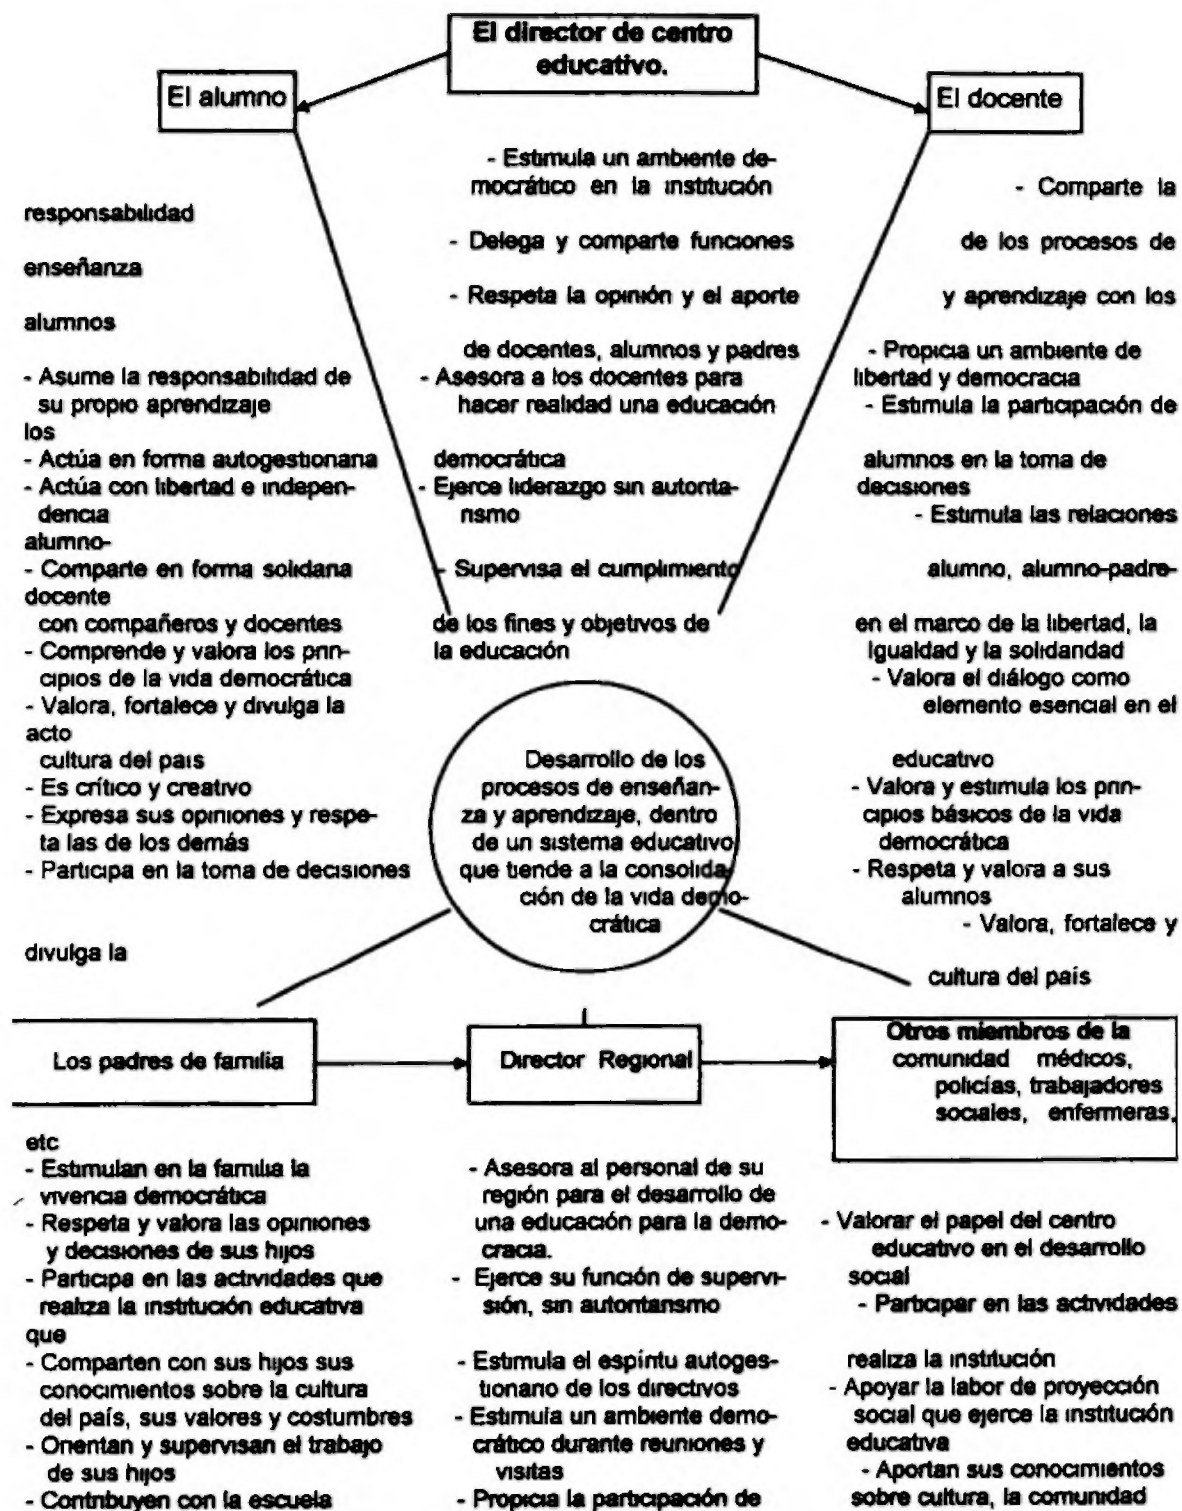 El director de centro
educativo.
El alumno
El docente
- Estimula un ambiente de-
mocrático en la institución
- Comparte la
responsabilidad
- Delega y comparte funciones
de los procesos de
enseñanza
- Respeta la opinión y el aporte
y aprendizaje con los
alumnos
de docentes, alumnos y padres
- Propicia un ambiente de
- Asume la responsabilidad de
- Asesora a los docentes para
libertad y democracia
su propio aprendizaje
hacer realidad una educación
- Estimula la participación de
los
- Actúa en forma autogestionaria
democrática
alumnos en la toma de
- Actúa con libertad e indepen-
- Ejerce liderazgo sin autorita-
decisiones
dencia
rismo
- Estimula las relaciones
alumno-
- Comparte en forma solidaria
- Supervisa el cumplimiento
alumno, alumno-padre-
docente
con compañeros y docentes
de los fines y objetivos de
en el marco de la libertad, la
- Comprende y valora los prin-
la educación
igualdad y la solidaridad
cipios de la vida democrática
- Valora el diálogo como
- Valora, fortalece y divulga la
elemento esencial en el
acto
cultura del país
Desarrollo de los
educativo
- Es crítico y creativo
procesos de enseñan-
- Valora y estimula los prin-
- Expresa sus opiniones y respe-
za y aprendizaje, dentro
cipios básicos de la vida
ta las de los demás
de un sistema educativo
democrática
- Participa en la toma de decisiones
que tiende a la consolida-
- Respeta y valora a sus
ción de la vida demo-
alumnos
crática
- Valora, fortalece y
divulga la
cultura del país
Los padres de familia
Director Regional
Otros miembros de la
comunidad médicos,
policías, trabajadores
sociales, enfermeras,
etc
- Estimulan en la familia la
vivencia democrática
- Respeta y valora las opiniones
y decisiones de sus hijos
- Participa en las actividades que
realiza la institución educativa
que
- Comparten con sus hijos sus
conocimientos sobre la cultura
del país, sus valores y costumbres
- Orientan y supervisan el trabajo
de sus hijos
- Contribuyen con la escuela
- Asesora al personal de su
región para el desarrollo de
una educación para la demo-
cracia.
- Ejerce su función de supervi-
sión, sin autoritarismo
- Estimula el espíritu autoges-
tionario de los directivos
- Estimula un ambiente demo-
crático durante reuniones y
visitas
- Propicia la participación de
- Valorar el papel del centro
educativo en el desarrollo
social
- Participar en las actividades
realiza la institución
- Apoyar la labor de proyección
social que ejerce la institución
educativa
- Aportan sus conocimientos
sobre cultura, la comunidad